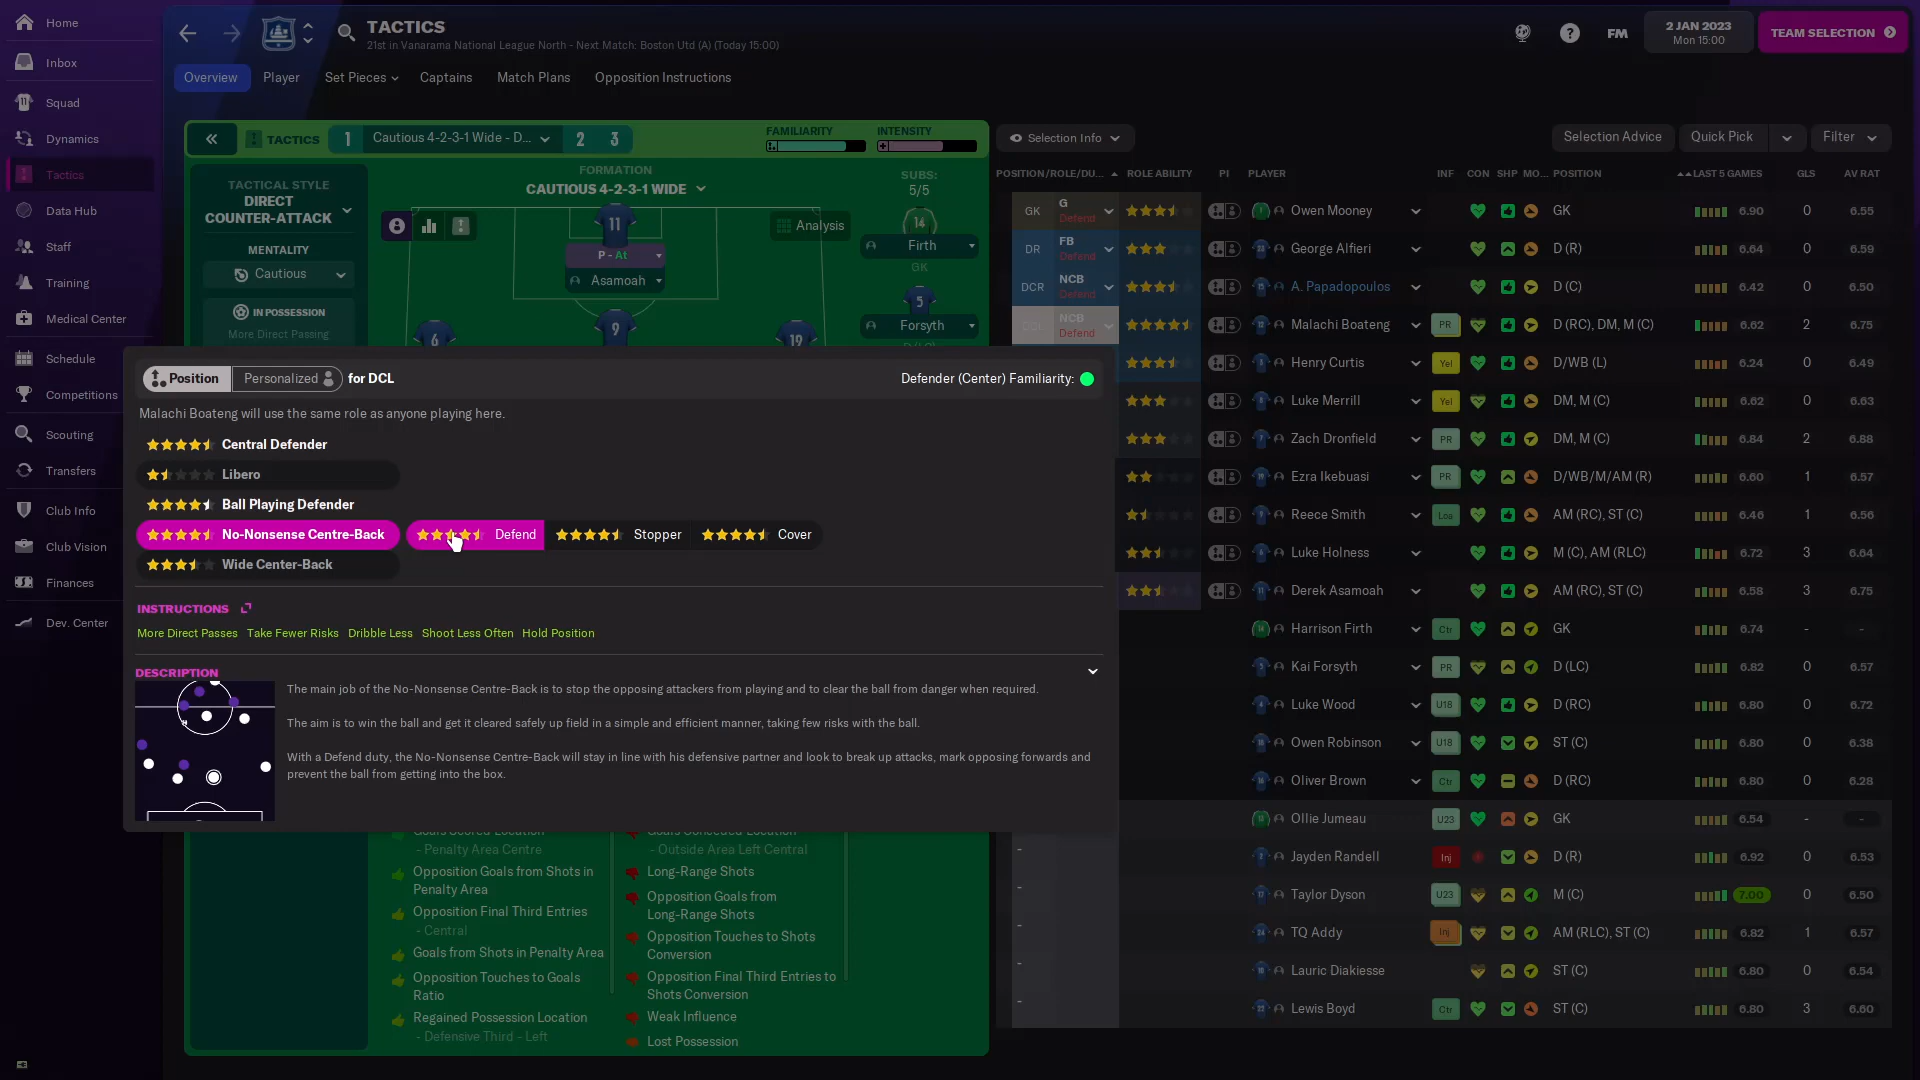 Home
Inbox
Squad
Dynamics
Tactics
Data Hub
Staff
Training
Medical Center
Schedule
Competitions
Scouting
Transfers
Club Info
Club Vision
Finances
Dev. Center
TACTICS
21st in Vanarama National League North - Next Match: Boston Utd (A) (Today 15:00)
FM
2 JAN 2023
Mon 15:00
TEAM SELECTION
Overview
Player
Set Pieces
Captains
Match Plans
Opposition Instructions
TACTICS
1
Cautious 4-2-3-1 Wide - D...
2
3
FAMILIARITY
INTENSITY
TACTICAL STYLE
DIRECT
COUNTER-ATTACK
MENTALITY
Cautious
IN POSSESSION
More Direct Passing
FORMATION
CAUTIOUS 4-2-3-1 WIDE
Analysis
11
P - At
Asamoah
6
9
19
SUBS:
5/5
14
Firth
GK
5
Forsyth
D (LC)
Selection Info
Selection Advice
Quick Pick
Filter
POSITION/ROLE/DU... ROLE ABILITY PI PLAYER INF CON SHP MO... POSITION LAST 5 GAMES GLS AV RAT
GK G Defend Owen Mooney GK 6.90 0 6.55
DR FB Defend George Alfieri D (R) 6.64 0 6.59
DCR NCB Defend A. Papadopoulos D (C) 6.42 0 6.50
NCB Defend Malachi Boateng PR D (RC), DM, M (C) 6.62 2 6.75
Henry Curtis Yel D/WB (L) 6.24 0 6.49
Luke Merrill Yel DM, M (C) 6.62 0 6.63
Zach Dronfield PR DM, M (C) 6.84 2 6.88
Ezra Ikebuasi PR D/WB/M/AM (R) 6.60 1 6.57
Reece Smith Loa AM (RC), ST (C) 6.46 1 6.56
Luke Holness M (C), AM (RLC) 6.72 3 6.64
Derek Asamoah AM (RC), ST (C) 6.58 3 6.75
Harrison Firth Ctr GK 6.74 - -
Kai Forsyth PR D (LC) 6.82 0 6.57
Luke Wood U18 D (RC) 6.80 0 6.72
Owen Robinson U18 ST (C) 6.80 0 6.38
Oliver Brown Ctr D (RC) 6.80 0 6.28
Ollie Jumeau U23 GK 6.54 - -
- Jayden Randell Inj D (R) 6.92 0 6.53
- Taylor Dyson U23 M (C) 7.00 0 6.50
- TQ Addy Inj AM (RLC), ST (C) 6.82 1 6.57
- Lauric Diakiesse ST (C) 6.80 0 6.54
- Lewis Boyd Ctr ST (C) 6.80 3 6.60
Position
Personalized
for DCL
Defender (Center) Familiarity:
Malachi Boateng will use the same role as anyone playing here.
Central Defender
Libero
Ball Playing Defender
No-Nonsense Centre-Back
Defend
Stopper
Cover
Wide Center-Back
INSTRUCTIONS
More Direct Passes Take Fewer Risks Dribble Less Shoot Less Often Hold Position
DESCRIPTION
The main job of the No-Nonsense Centre-Back is to stop the opposing attackers from playing and to clear the ball from danger when required.
The aim is to win the ball and get it cleared safely up field in a simple and efficient manner, taking few risks with the ball.
With a Defend duty, the No-Nonsense Centre-Back will stay in line with his defensive partner and look to break up attacks, mark opposing forwards and
prevent the ball from getting into the box.
Goals Scored Location
- Penalty Area Centre
Opposition Goals from Shots in
Penalty Area
Opposition Final Third Entries
- Central
Goals from Shots in Penalty Area
Opposition Touches to Goals
Ratio
Regained Possession Location
- Defensive Third - Left
Goals Conceded Location
- Outside Area Left Central
Long-Range Shots
Opposition Goals from
Long-Range Shots
Opposition Touches to Shots
Conversion
Opposition Final Third Entries to
Shots Conversion
Weak Influence
Lost Possession